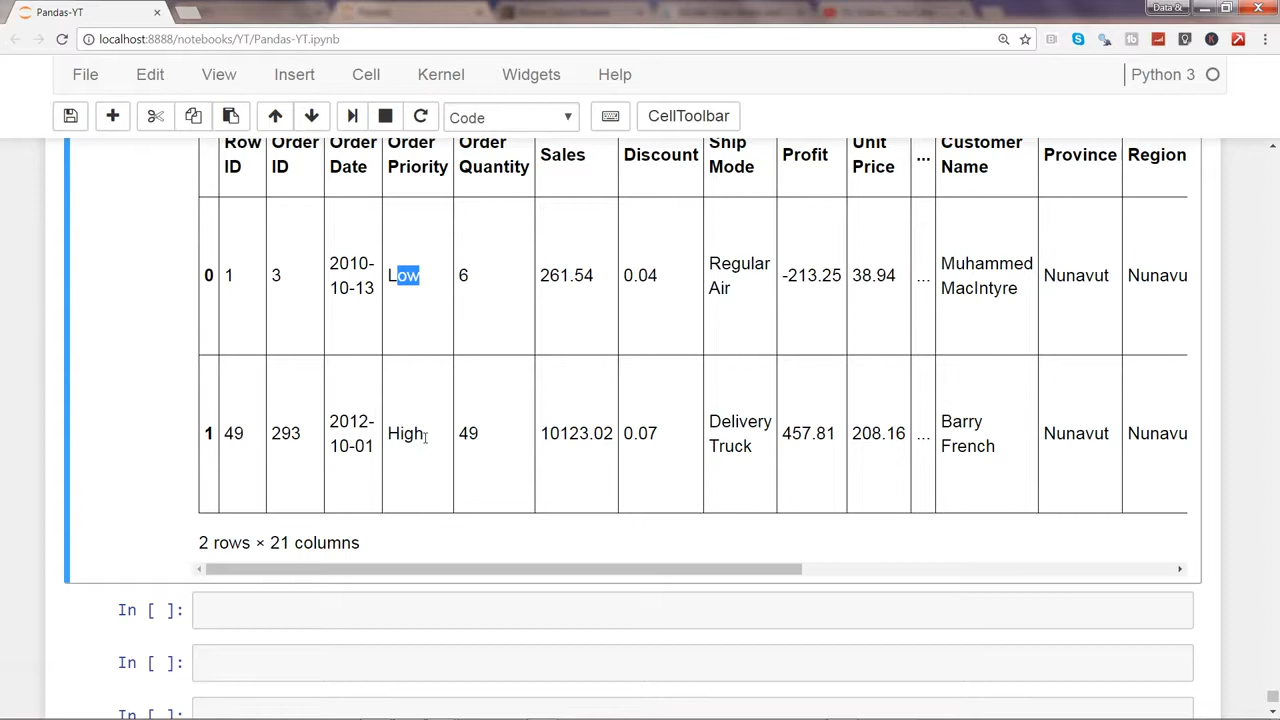 Pandas-YT
Data &
localhost:8888/notebooks/YT/Pandas-YT.ipynb
File Edit View Insert Cell Kernel Widgets Help Python 3
Code CellToolbar
Row Order Order Order Order Ship Unit Customer
Sales Discount Profit ... Province Region
ID ID Date Priority Quantity Mode Price Name
2010- Regular Muhammed
0 1 3 Low 6 261.54 0.04 -213.25 38.94 ... Nunavut Nunavu
10-13 Air MacIntyre
2012- Delivery Barry
1 49 293 High 49 10123.02 0.07 457.81 208.16 ... Nunavut Nunavu
10-01 Truck French
2 rows × 21 columns
In [ ]:
In [ ]:
In [ ]: